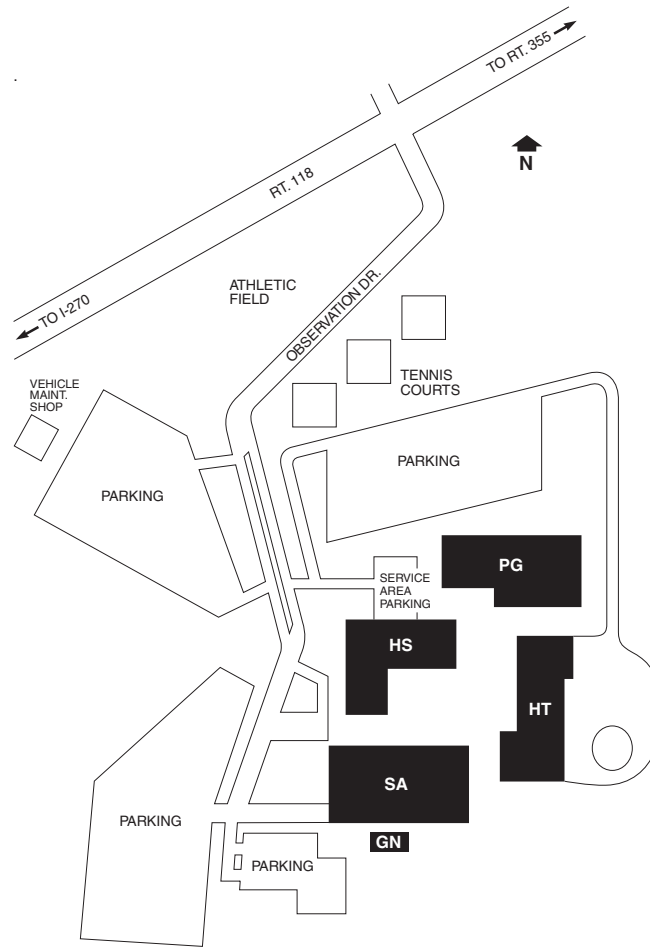 TO RT. 355
N
RT. 118
TO I-270
ATHLETIC
FIELD
OBSERVATION DR.
TENNIS
COURTS
VEHICLE
MAINT.
SHOP
PARKING
PARKING
PG
SERVICE
AREA
PARKING
HS
HT
SA
PARKING
GN
PARKING